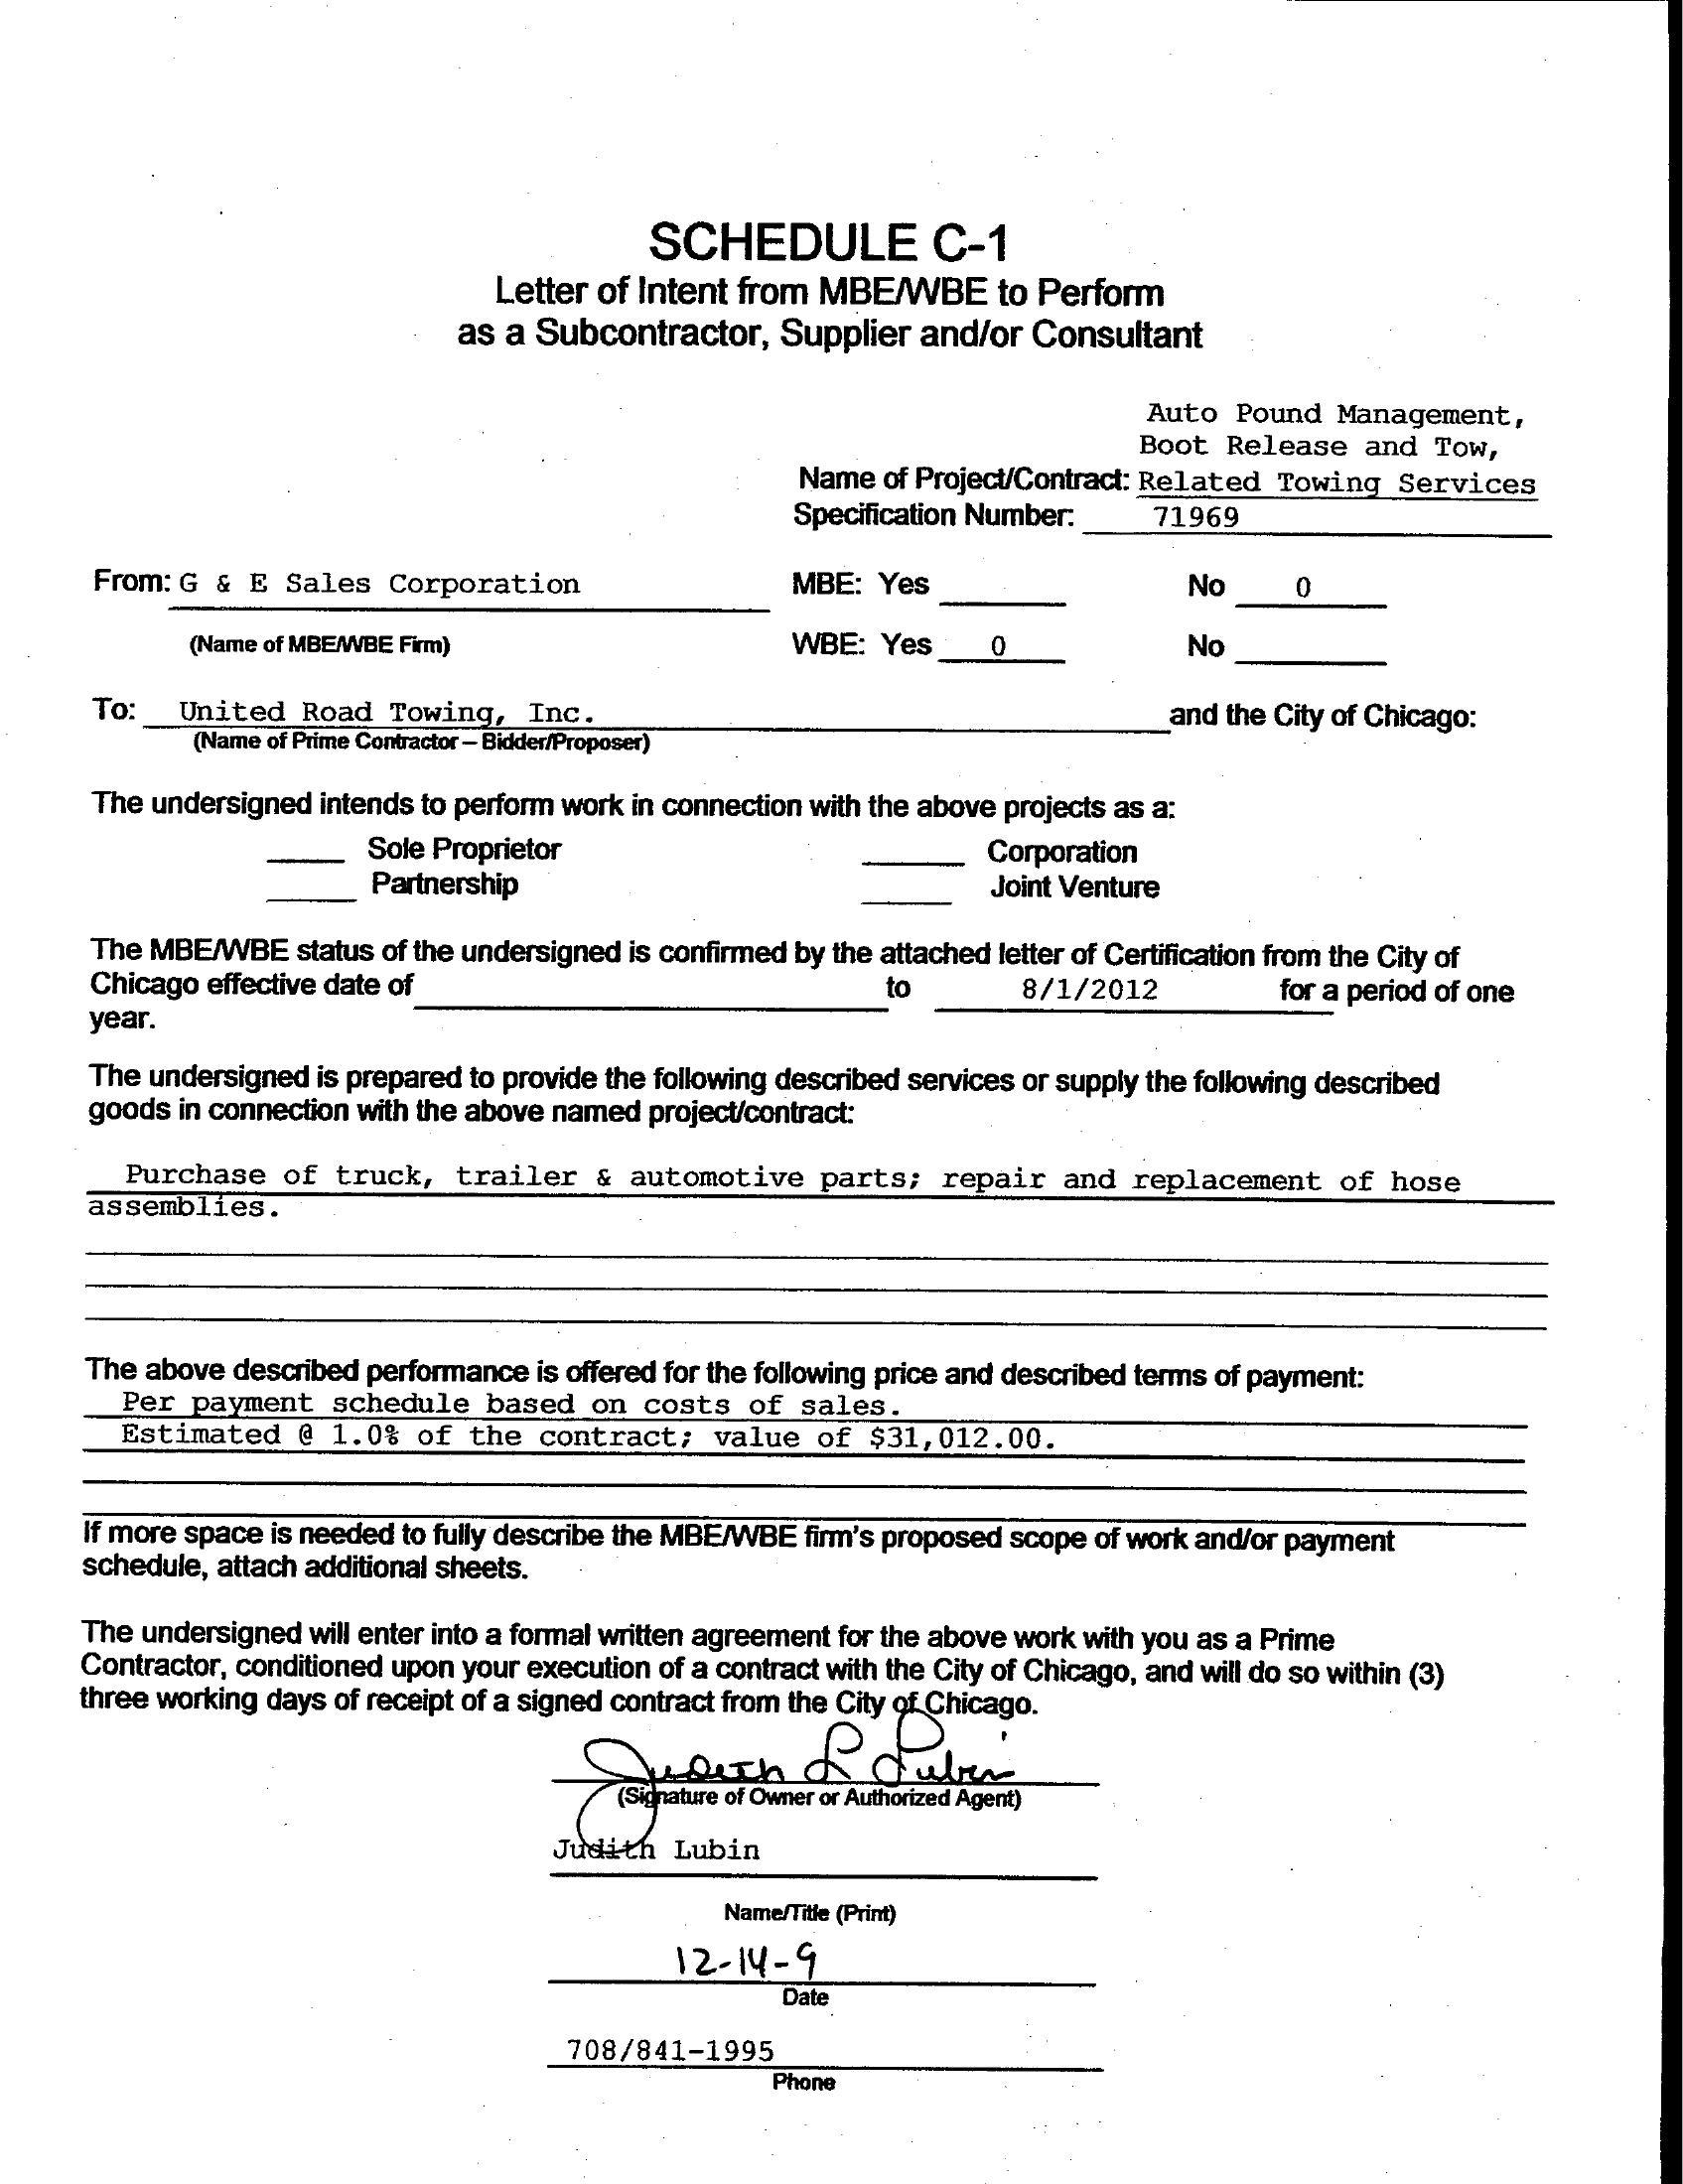 SCHEDULE C-1
Letter of Intent from MBE/WBE to Perform
as a Subcontractor, Supplier and/or Consultant
Auto Pound Management,
Boot Release and Tow,
Name of Project/Contract: Related Towing Services
Specification Number: 71969
From: G & E Sales Corporation MBE: Yes No 0
(Name of MBE/WBE Firm) WBE: Yes 0 No
To: United Road Towing, Inc. and the City of Chicago:
(Name of Prime Contractor – Bidder/Proposer)
The undersigned intends to perform work in connection with the above projects as a:
Sole Proprietor Corporation
Partnership Joint Venture
The MBE/WBE status of the undersigned is confirmed by the attached letter of Certification from the City of
Chicago effective date of to 8/1/2012 for a period of one
year.
The undersigned is prepared to provide the following described services or supply the following described
goods in connection with the above named project/contract:
Purchase of truck, trailer & automotive parts; repair and replacement of hose
assemblies.
The above described performance is offered for the following price and described terms of payment:
Per payment schedule based on costs of sales.
Estimated @ 1.0% of the contract; value of $31,012.00.
If more space is needed to fully describe the MBE/WBE firm's proposed scope of work and/or payment
schedule, attach additional sheets.
The undersigned will enter into a formal written agreement for the above work with you as a Prime
Contractor, conditioned upon your execution of a contract with the City of Chicago, and will do so within (3)
three working days of receipt of a signed contract from the City of Chicago.
Judith L Lubin
(Signature of Owner or Authorized Agent)
Judith Lubin
Name/Title (Print)
12-14-9
Date
708/841-1995
Phone